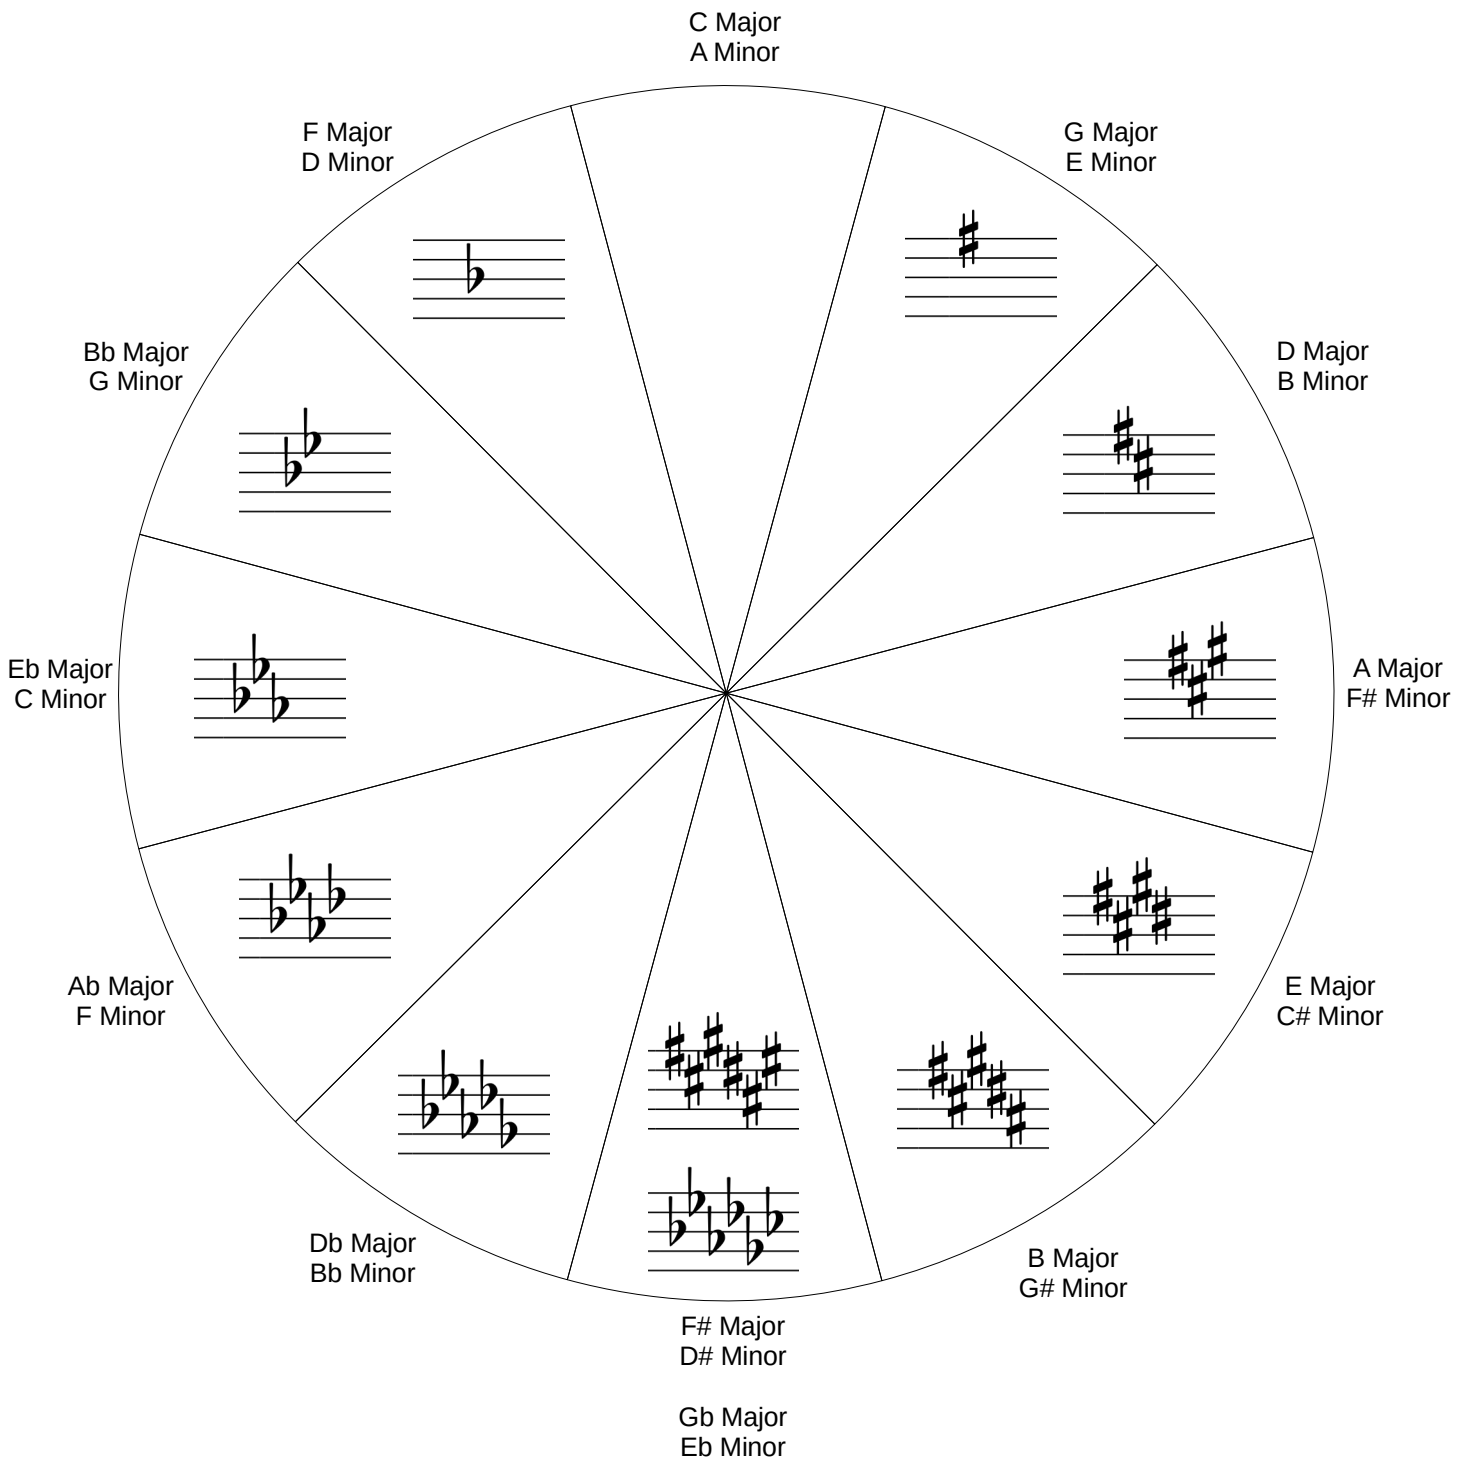 C Major
A Minor
G Major
E Minor
D Major
B Minor
A Major
F# Minor
E Major
C# Minor
B Major
G# Minor
F# Major
D# Minor
Gb Major
Eb Minor
Db Major
Bb Minor
Ab Major
F Minor
Eb Major
C Minor
Bb Major
G Minor
F Major
D Minor